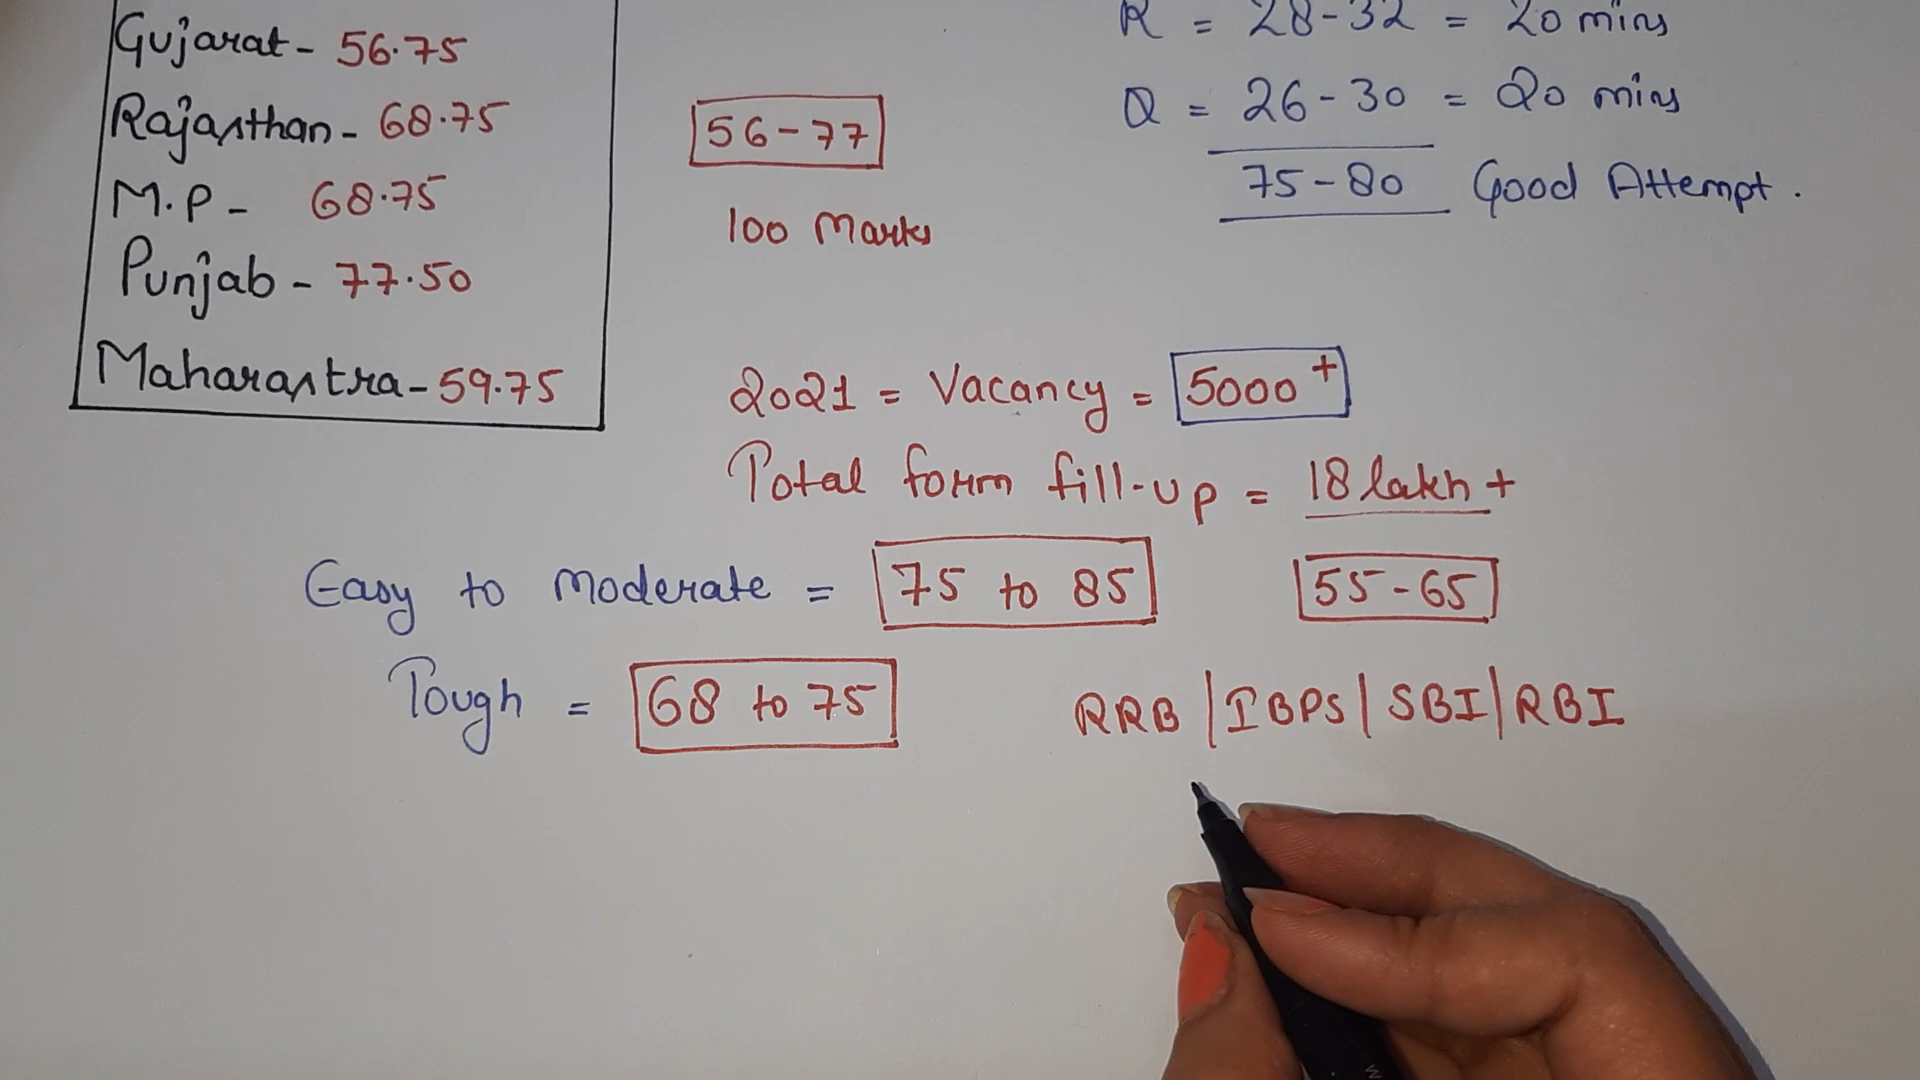 Gujarat - 56.75
Rajasthan - 68.75
M.P - 68.75
Punjab - 77.50
Maharastra - 59.75
56-77
100 Marks
R = 28-32 = 20 mins
Q = 26-30 = 20 mins
75-80 Good Attempt.
2021 = Vacancy = 5000+
Total form fill-up = 18 lakh +
Easy to moderate = 75 to 85 55-65
Tough = 68 to 75 RRB | IBPS | SBI | RBI